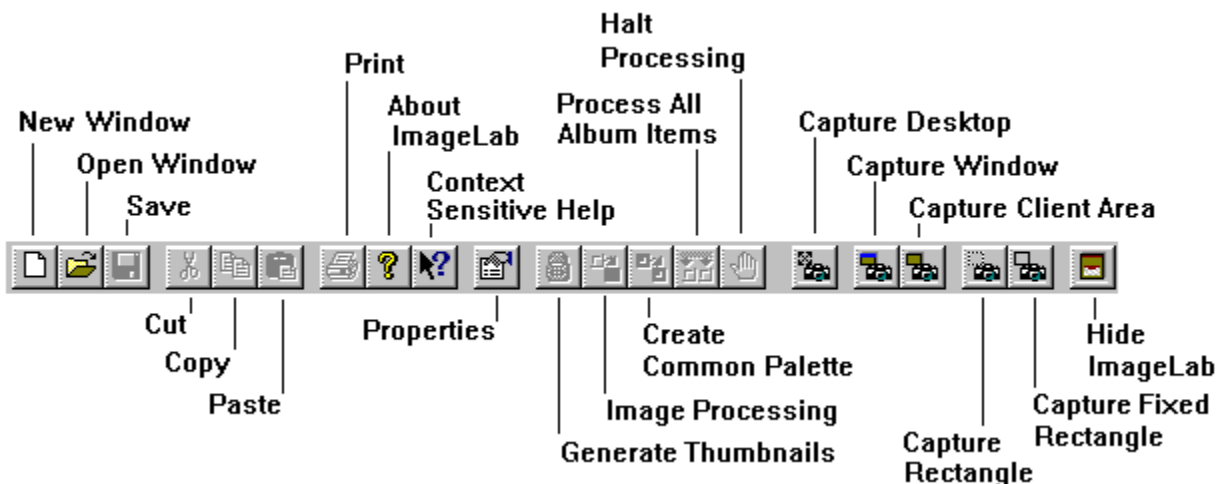 New Window
Open Window
Save
Print
About
ImageLab
Context
Sensitive Help
Halt
Processing
Process All
Album Items
Capture Desktop
Capture Window
Capture Client Area
Cut
Copy
Paste
Properties
Create
Common Palette
Image Processing
Generate Thumbnails
Capture
Rectangle
Capture Fixed
Rectangle
Hide
ImageLab